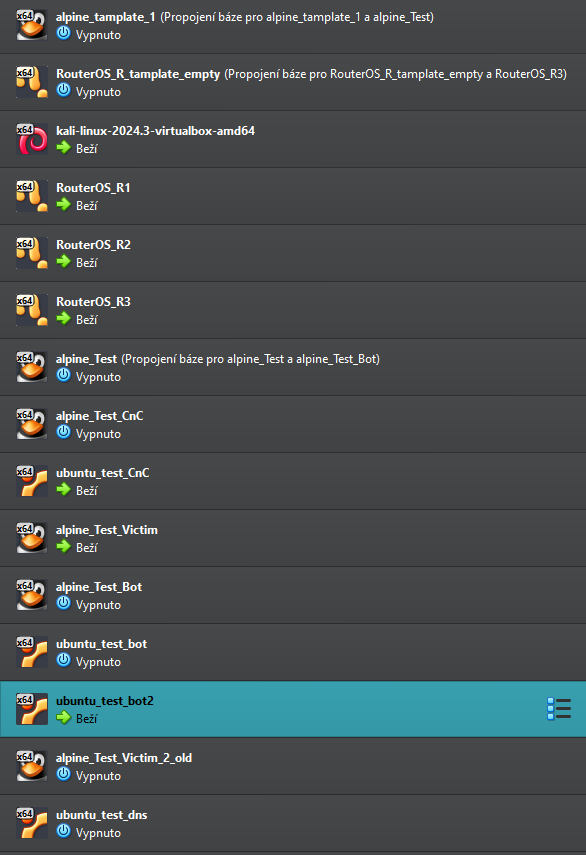 x64 alpine_tamplate_1 (Propojení báze pro alpine_tamplate_1 a alpine_Test)
Vypnuto
x64 RouterOS_R_tamplate_empty (Propojení báze pro RouterOS_R_tamplate_empty a RouterOS_R3)
Vypnuto
x64 kali-linux-2024.3-virtualbox-amd64
Beží
x64 RouterOS_R1
Beží
x64 RouterOS_R2
Beží
x64 RouterOS_R3
Beží
x64 alpine_Test (Propojení báze pro alpine_Test a alpine_Test_Bot)
Vypnuto
x64 alpine_Test_CnC
Vypnuto
x64 ubuntu_test_CnC
Beží
x64 alpine_Test_Victim
Beží
x64 alpine_Test_Bot
Vypnuto
x64 ubuntu_test_bot
Vypnuto
x64 ubuntu_test_bot2
Beží
x64 alpine_Test_Victim_2_old
Vypnuto
x64 ubuntu_test_dns
Vypnuto